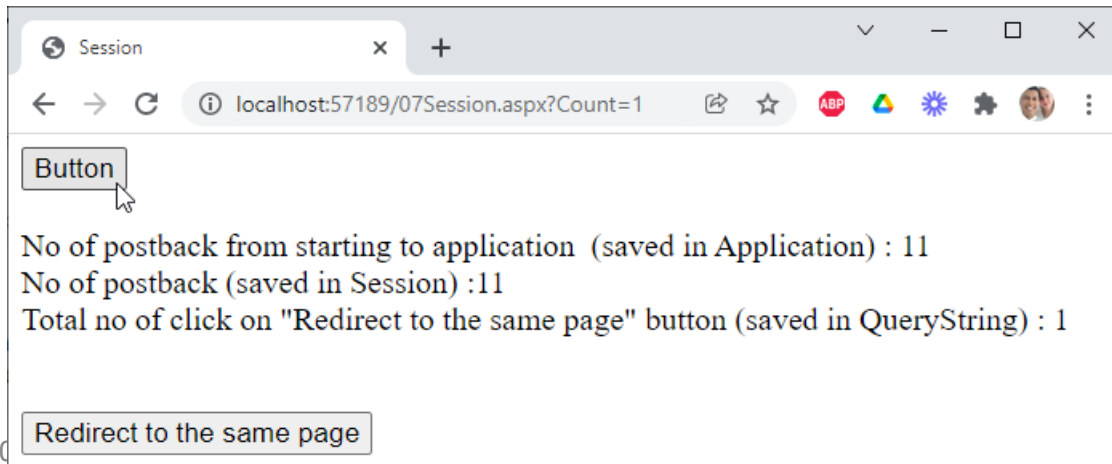 Session
localhost:57189/07Session.aspx?Count=1
ABP
Button
No of postback from starting to application (saved in Application) : 11
No of postback (saved in Session) :11
Total no of click on "Redirect to the same page" button (saved in QueryString) : 1
Redirect to the same page